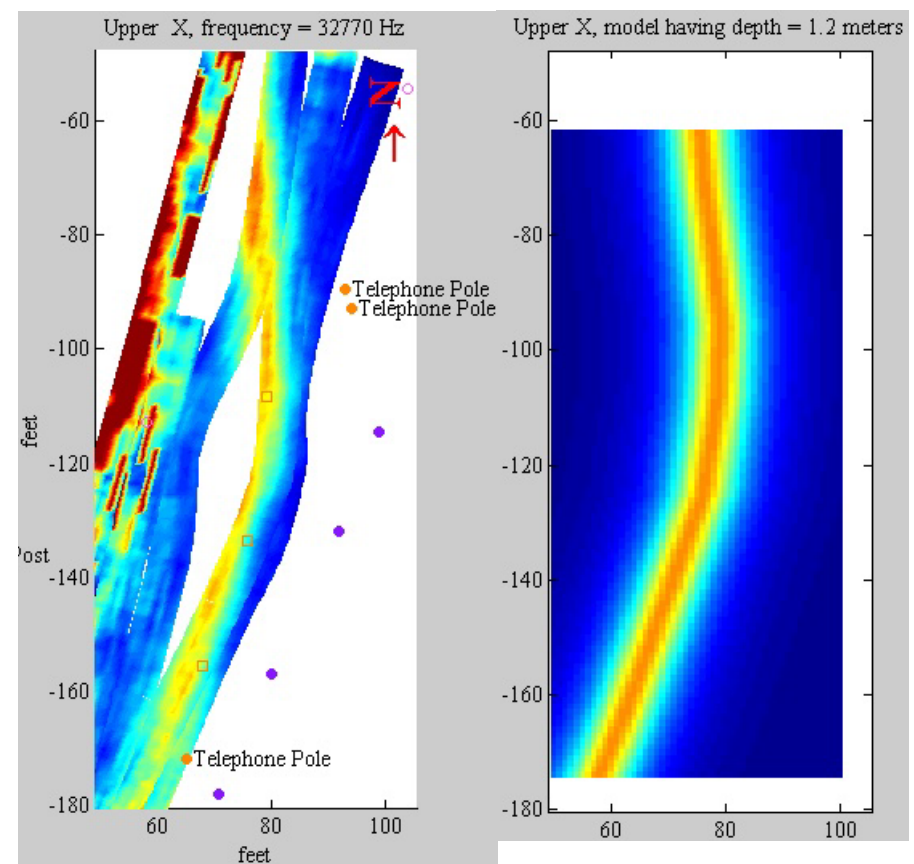 Upper X, frequency = 32770 Hz
N
-60
-80
Telephone Pole
Telephone Pole
-100
feet
-120
Post
-140
-160
Telephone Pole
-180
60 80 100
feet
Upper X, model having depth = 1.2 meters
-60
-80
-100
-120
-140
-160
-180
60 80 100